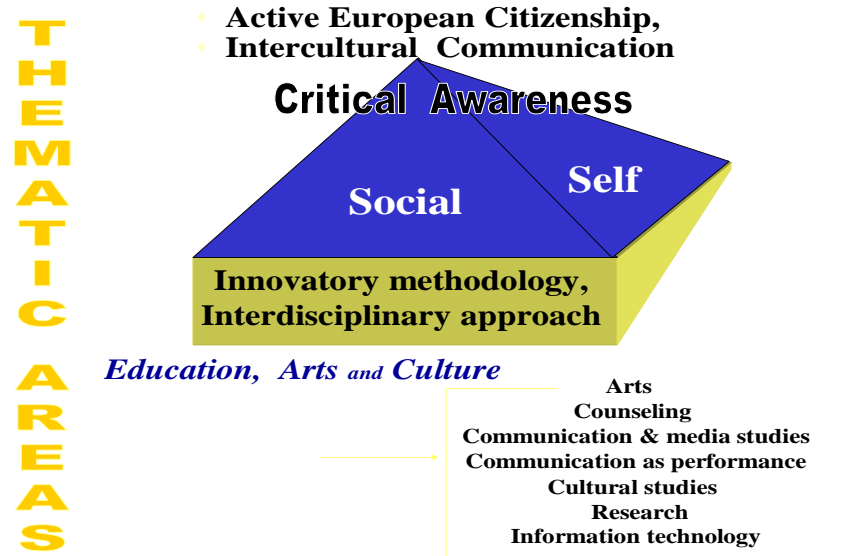 THEMATIC AREAS
Active European Citizenship,
Intercultural Communication
Critical Awareness
Social
Self
Innovatory methodology,
Interdisciplinary approach
Education, Arts and Culture
Arts
Counseling
Communication & media studies
Communication as performance
Cultural studies
Research
Information technology